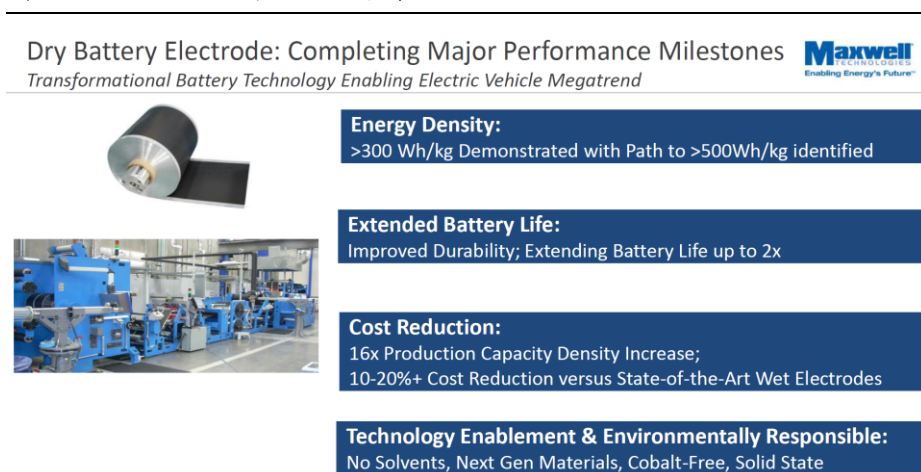 Dry Battery Electrode: Completing Major Performance Milestones
Transformational Battery Technology Enabling Electric Vehicle Megatrend
Maxwell
TECHNOLOGIES
Enabling Energy's Future™
Energy Density:
>300 Wh/kg Demonstrated with Path to >500Wh/kg identified
Extended Battery Life:
Improved Durability; Extending Battery Life up to 2x
Cost Reduction:
16x Production Capacity Density Increase;
10-20%+ Cost Reduction versus State-of-the-Art Wet Electrodes
Technology Enablement & Environmentally Responsible:
No Solvents, Next Gen Materials, Cobalt-Free, Solid State